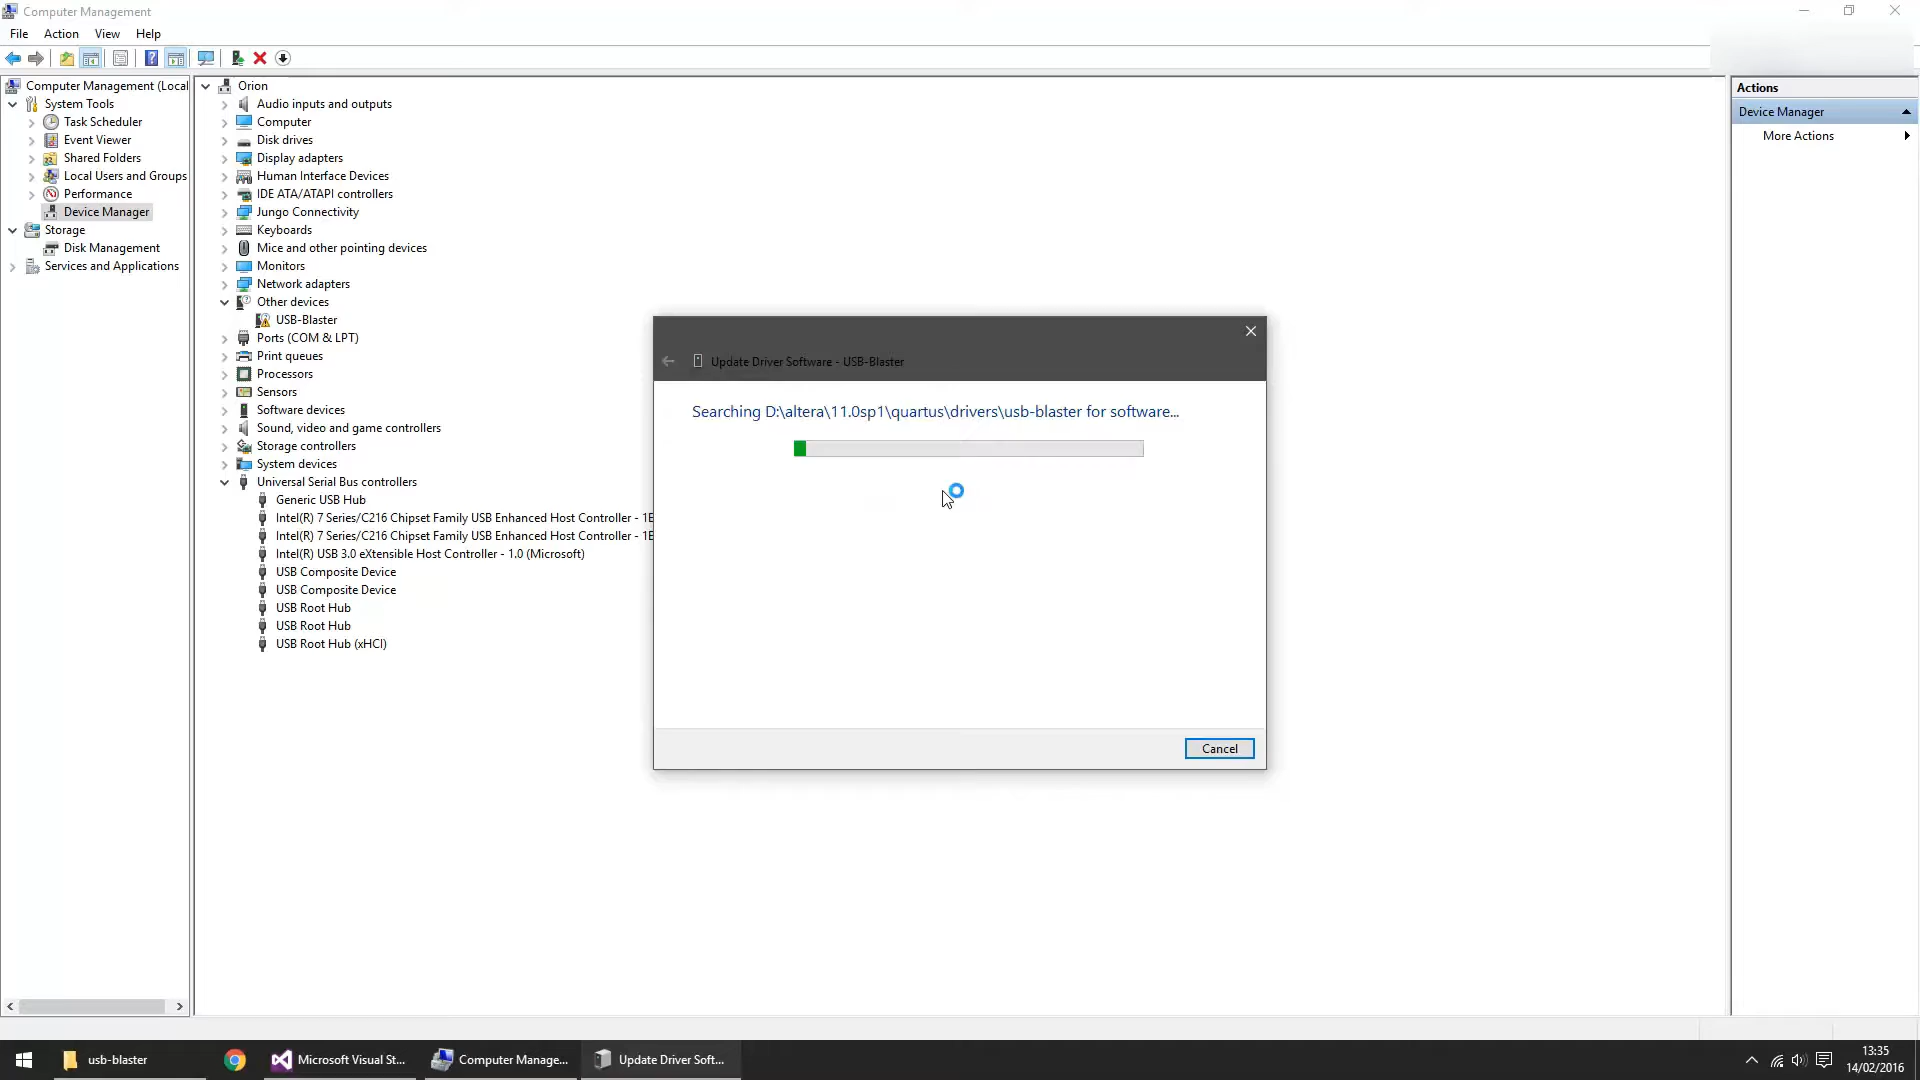 Computer Management
File Action View Help
Computer Management (Local
System Tools
Task Scheduler
Event Viewer
Shared Folders
Local Users and Groups
Performance
Device Manager
Storage
Disk Management
Services and Applications
Orion
Audio inputs and outputs
Computer
Disk drives
Display adapters
Human Interface Devices
IDE ATA/ATAPI controllers
Jungo Connectivity
Keyboards
Mice and other pointing devices
Monitors
Network adapters
Other devices
USB-Blaster
Ports (COM & LPT)
Print queues
Processors
Sensors
Software devices
Sound, video and game controllers
Storage controllers
System devices
Universal Serial Bus controllers
Generic USB Hub
Intel(R) 7 Series/C216 Chipset Family USB Enhanced Host Controller - 1E
Intel(R) 7 Series/C216 Chipset Family USB Enhanced Host Controller - 1E
Intel(R) USB 3.0 eXtensible Host Controller - 1.0 (Microsoft)
USB Composite Device
USB Composite Device
USB Root Hub
USB Root Hub
USB Root Hub (xHCI)
Update Driver Software - USB-Blaster
Searching D:\altera\11.0sp1\quartus\drivers\usb-blaster for software...
Cancel
Actions
Device Manager
More Actions
usb-blaster
Microsoft Visual St...
Computer Manage...
Update Driver Soft...
13:35
14/02/2016